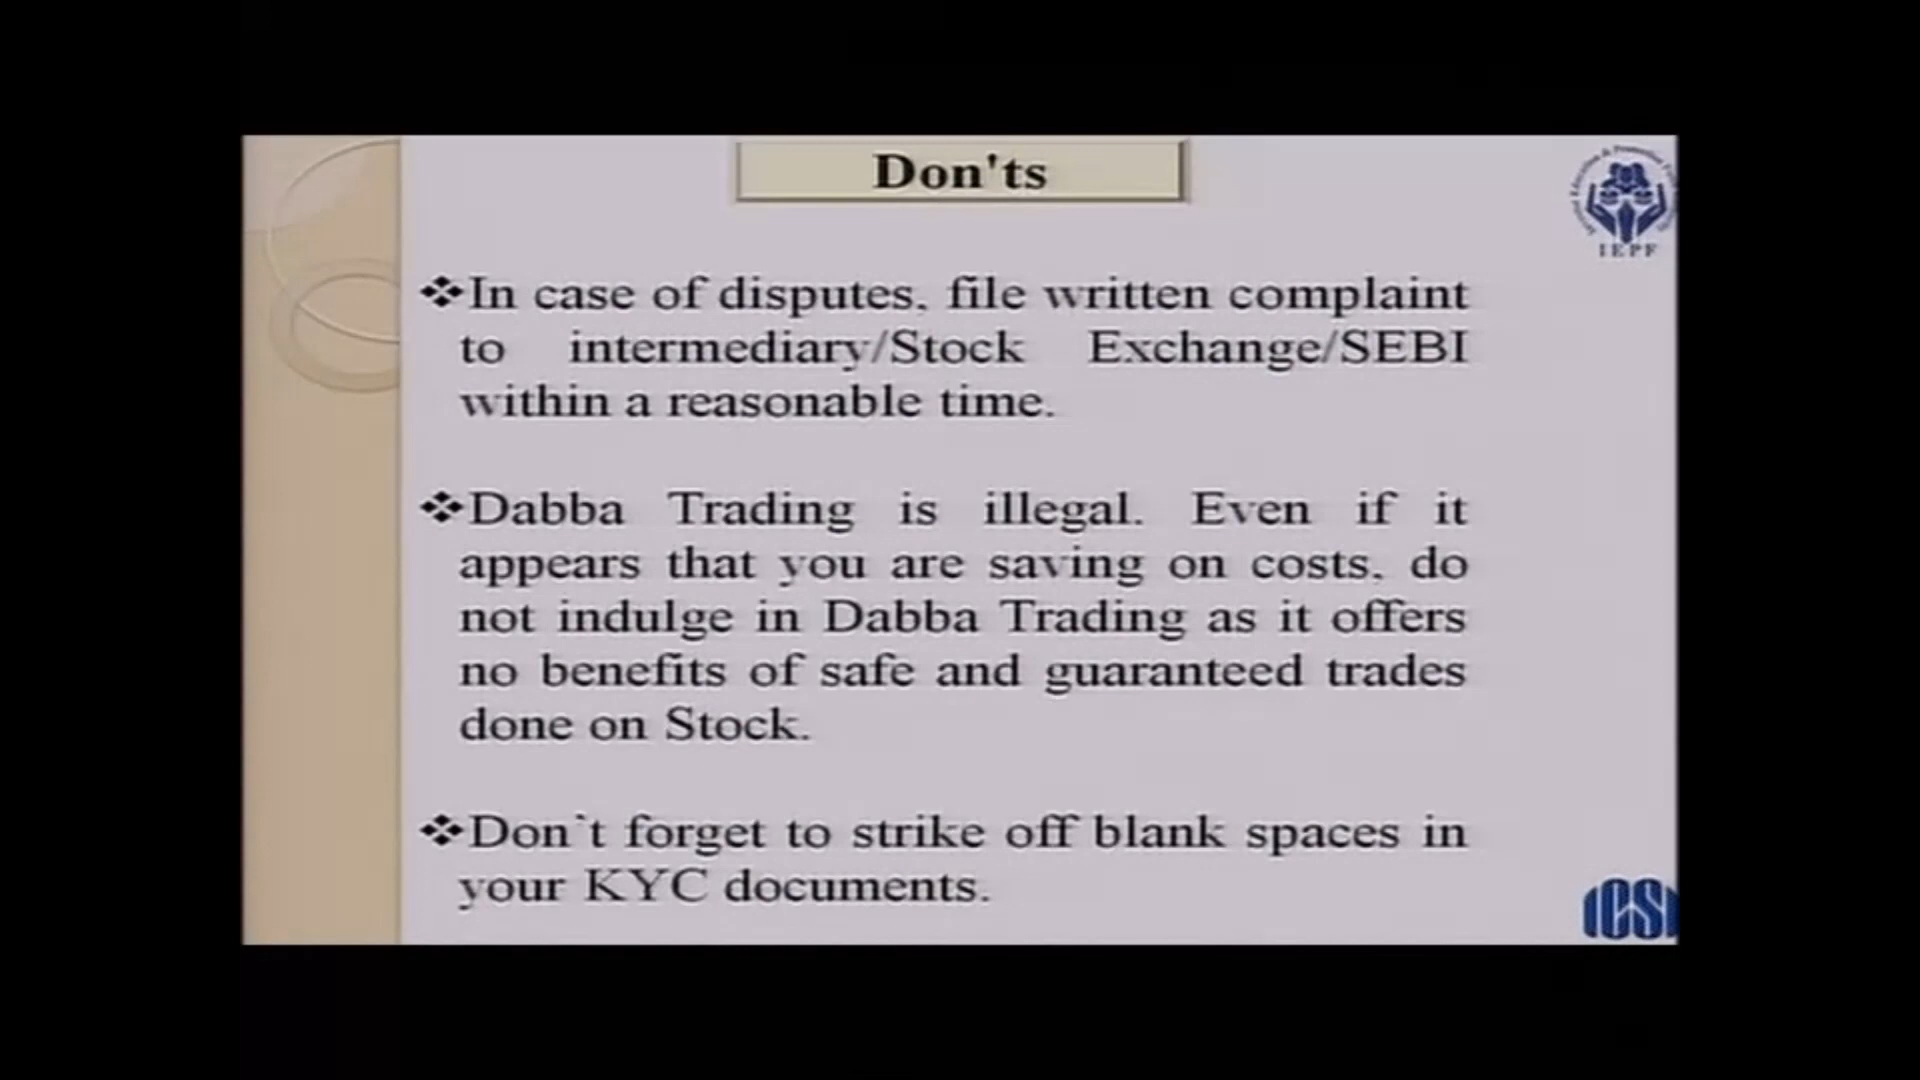 Don'ts
❖In case of disputes, file written complaint
to intermediary/Stock Exchange/SEBI
within a reasonable time.
❖Dabba Trading is illegal. Even if it
appears that you are saving on costs, do
not indulge in Dabba Trading as it offers
no benefits of safe and guaranteed trades
done on Stock.
❖Don`t forget to strike off blank spaces in
your KYC documents.
IEPF
ICSI